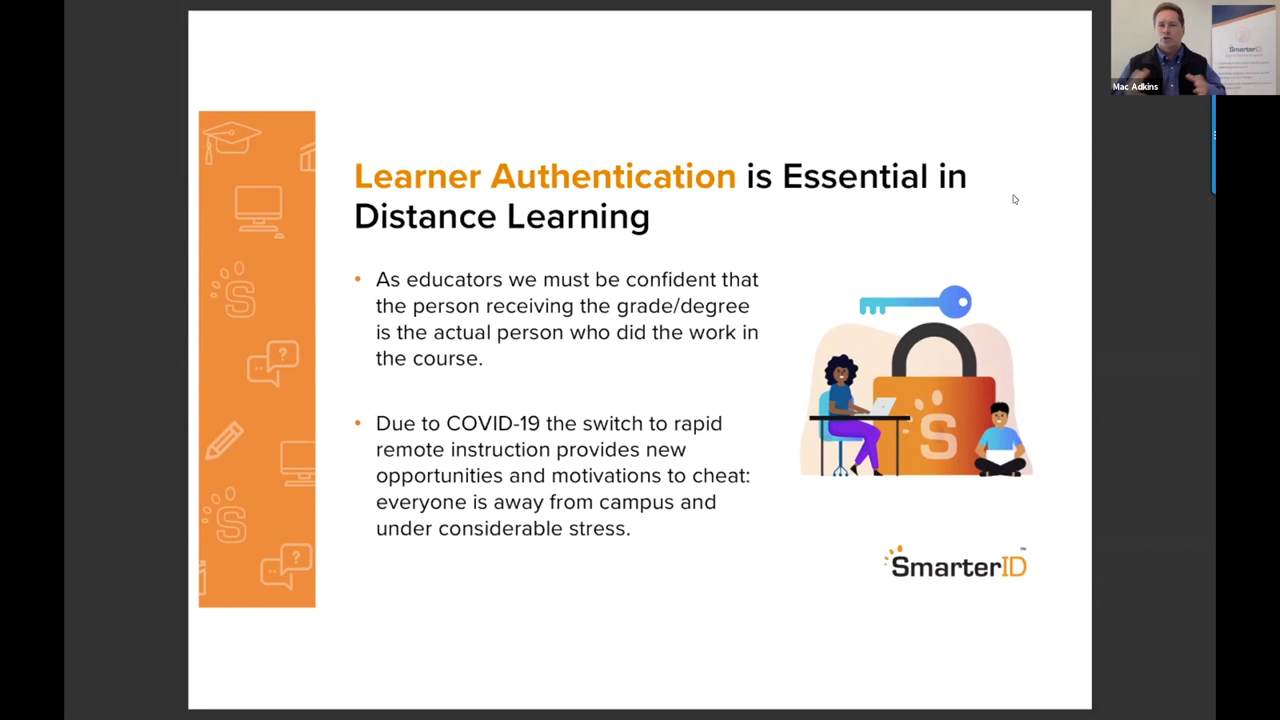 Learner Authentication is Essential in
Distance Learning
• As educators we must be confident that
the person receiving the grade/degree
is the actual person who did the work in
the course.
• Due to COVID-19 the switch to rapid
remote instruction provides new
opportunities and motivations to cheat:
everyone is away from campus and
under considerable stress.
SmarterID™
Mac Adkins
SmarterID